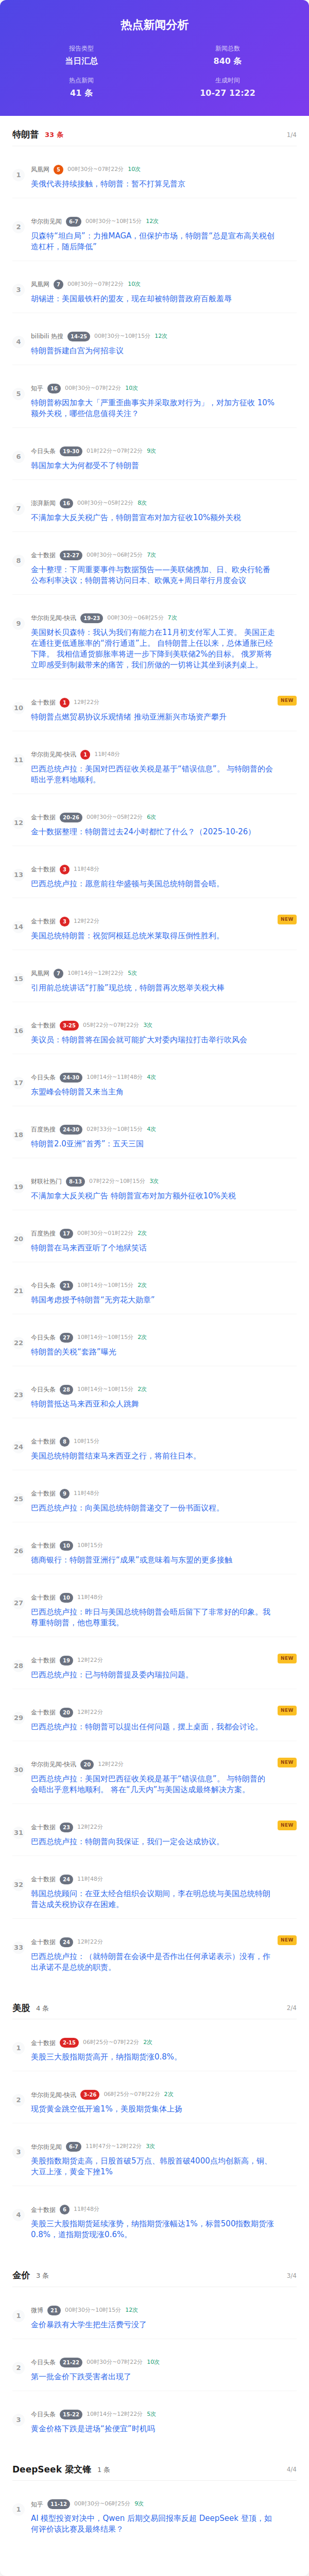 热点新闻分析
报告类型
当日汇总
新闻总数
840 条
热点新闻
41 条
生成时间
10-27 12:22
特朗普 33 条 1/4
1
凤凰网 5 00时30分~07时22分 10次
美俄代表持续接触，特朗普：暂不打算见普京
2
华尔街见闻 6-7 00时30分~10时15分 12次
贝森特“坦白局”：力推MAGA，但保护市场，特朗普“总是宣布高关税创
造杠杆，随后降低”
3
凤凰网 7 00时30分~07时22分 10次
胡锡进：美国最铁杆的盟友，现在却被特朗普政府百般羞辱
4
bilibili 热搜 14-25 00时30分~10时15分 12次
特朗普拆建白宫为何招非议
5
知乎 16 00时30分~07时22分 10次
特朗普称因加拿大「严重歪曲事实并采取敌对行为」，对加方征收 10%
额外关税，哪些信息值得关注？
6
今日头条 19-30 01时22分~07时22分 9次
韩国加拿大为何都受不了特朗普
7
澎湃新闻 16 00时30分~05时22分 8次
不满加拿大反关税广告，特朗普宣布对加方征收10%额外关税
8
金十数据 12-27 00时30分~06时25分 7次
金十整理：下周重要事件与数据预告——美联储携加、日、欧央行轮番
公布利率决议；特朗普将访问日本、欧佩克+周日举行月度会议
9
华尔街见闻-快讯 19-23 00时30分~06时25分 7次
美国财长贝森特：我认为我们有能力在11月初支付军人工资。 美国正走
在通往更低通胀率的“滑行通道”上。 自特朗普上任以来，总体通胀已经
下降。 我相信通货膨胀率将进一步下降到美联储2%的目标。 俄罗斯将
立即感受到制裁带来的痛苦，我们所做的一切将让其坐到谈判桌上。
10
金十数据 1 12时22分
NEW
特朗普点燃贸易协议乐观情绪 推动亚洲新兴市场资产攀升
11
华尔街见闻-快讯 1 11时48分
巴西总统卢拉：美国对巴西征收关税是基于“错误信息”。 与特朗普的会
晤出乎意料地顺利。
12
金十数据 20-26 00时30分~05时22分 6次
金十数据整理：特朗普过去24小时都忙了什么？（2025-10-26）
13
金十数据 3 11时48分
巴西总统卢拉：愿意前往华盛顿与美国总统特朗普会晤。
14
金十数据 3 12时22分
NEW
美国总统特朗普：祝贺阿根廷总统米莱取得压倒性胜利。
15
凤凰网 7 10时14分~12时22分 5次
引用前总统讲话“打脸”现总统，特朗普再次怒举关税大棒
16
金十数据 3-25 05时22分~07时22分 3次
美议员：特朗普将在国会就可能扩大对委内瑞拉打击举行吹风会
17
今日头条 24-30 10时14分~11时48分 4次
东盟峰会特朗普又来当主角
18
百度热搜 24-30 02时33分~10时15分 4次
特朗普2.0亚洲“首秀”：五天三国
19
财联社热门 8-13 07时22分~10时15分 3次
不满加拿大反关税广告 特朗普宣布对加方额外征收10%关税
20
百度热搜 17 00时30分~01时22分 2次
特朗普在马来西亚听了个地狱笑话
21
今日头条 21 10时14分~10时15分 2次
韩国考虑授予特朗普“无穷花大勋章”
22
今日头条 27 10时14分~10时15分 2次
特朗普的关税“套路”曝光
23
今日头条 28 10时14分~10时15分 2次
特朗普抵达马来西亚和众人跳舞
24
金十数据 8 10时15分
美国总统特朗普结束马来西亚之行，将前往日本。
25
金十数据 9 11时48分
巴西总统卢拉：向美国总统特朗普递交了一份书面议程。
26
金十数据 10 10时15分
德商银行：特朗普亚洲行“成果”或意味着与东盟的更多接触
27
金十数据 10 11时48分
巴西总统卢拉：昨日与美国总统特朗普会晤后留下了非常好的印象。我
尊重特朗普，他也尊重我。
28
金十数据 19 12时22分
NEW
巴西总统卢拉：已与特朗普提及委内瑞拉问题。
29
金十数据 20 12时22分
NEW
巴西总统卢拉：特朗普可以提出任何问题，摆上桌面，我都会讨论。
30
华尔街见闻-快讯 20 12时22分
NEW
巴西总统卢拉：美国对巴西征收关税是基于“错误信息”。 与特朗普的
会晤出乎意料地顺利。 将在“几天内”与美国达成最终解决方案。
31
金十数据 23 12时22分
NEW
巴西总统卢拉：特朗普向我保证，我们一定会达成协议。
32
金十数据 24 11时48分
韩国总统顾问：在亚太经合组织会议期间，李在明总统与美国总统特朗
普达成关税协议存在困难。
33
金十数据 24 12时22分
NEW
巴西总统卢拉：（就特朗普在会谈中是否作出任何承诺表示）没有，作
出承诺不是总统的职责。
美股 4 条 2/4
1
金十数据 2-15 06时25分~07时22分 2次
美股三大股指期货高开，纳指期货涨0.8%。
2
华尔街见闻-快讯 3-26 06时25分~07时22分 2次
现货黄金跳空低开逾1%，美股期货集体上扬
3
华尔街见闻 6-7 11时47分~12时22分 3次
美股指数期货走高，日股首破5万点、韩股首破4000点均创新高，铜、
大豆上涨，黄金下挫1%
4
金十数据 6 11时48分
美股三大股指期货延续涨势，纳指期货涨幅达1%，标普500指数期货涨
0.8%，道指期货现涨0.6%。
金价 3 条 3/4
1
微博 21 00时30分~10时15分 12次
金价暴跌有大学生把生活费亏没了
2
今日头条 21-22 00时30分~07时22分 10次
第一批金价下跌受害者出现了
3
今日头条 15-22 10时14分~12时22分 5次
黄金价格下跌是进场“捡便宜”时机吗
DeepSeek 梁文锋 1 条 4/4
1
知乎 11-12 00时30分~06时25分 9次
AI 模型投资对决中，Qwen 后期交易回报率反超 DeepSeek 登顶，如
何评价该比赛及最终结果？